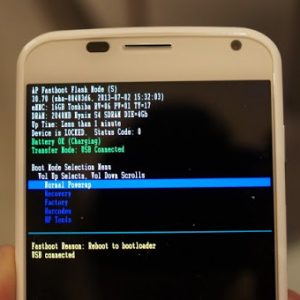 AP Fastboot Flash Mode (S)
30.70 (sha-8040346, 2013-07-02 15:32:03)
eMMC: 16GB Toshiba RV=06 PV=01 TY=17
DRAM: 2048MB Hynix S4 SDRAM DIE=4Gb
Up Time: Less than 1 minute
Device is LOCKED. Status Code: 0
Battery OK (Charging)
Transfer Mode: USB Connected
Boot Mode Selection Menu
Vol Up Selects, Vol Down Scrolls
Normal Powerup
Recovery
Factory
Barcodes
BP Tools
Fastboot Reason: Reboot to bootloader
USB connected